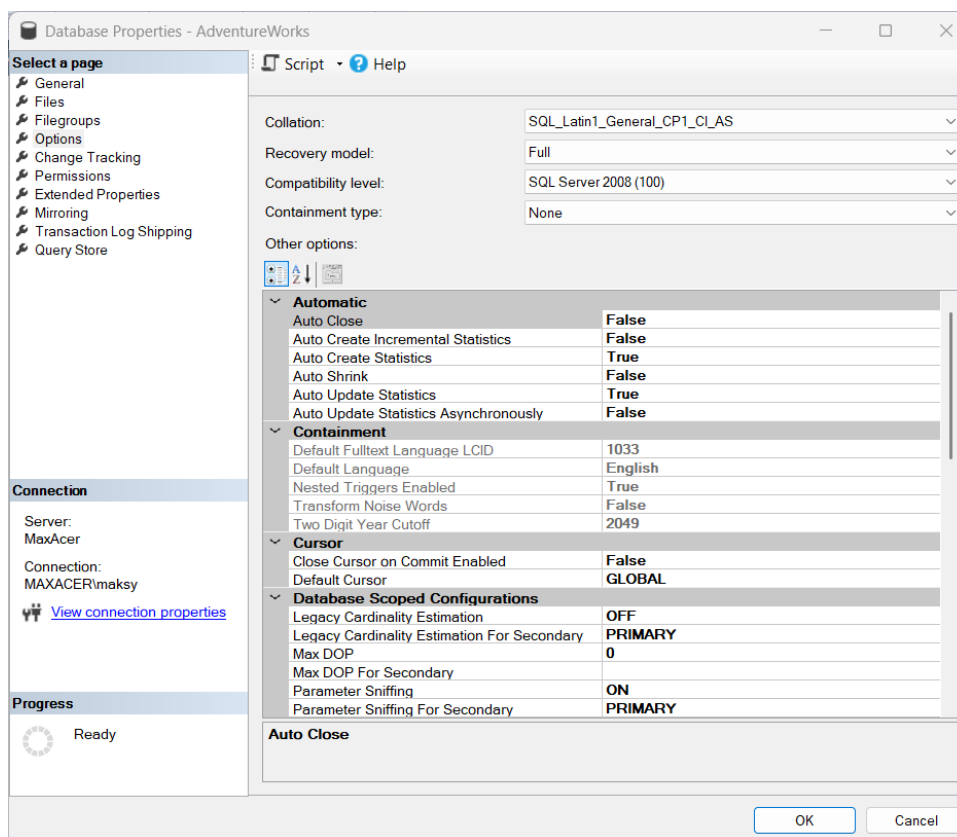 Database Properties - AdventureWorks
Select a page
General
Files
Filegroups
Options
Change Tracking
Permissions
Extended Properties
Mirroring
Transaction Log Shipping
Query Store
Connection
Server:
MaxAcer
Connection:
MAXACER\maksy
View connection properties
Progress
Ready
Script Help
Collation: SQL_Latin1_General_CP1_CI_AS
Recovery model: Full
Compatibility level: SQL Server 2008 (100)
Containment type: None
Other options:
A
Z
Automatic
Auto Close False
Auto Create Incremental Statistics False
Auto Create Statistics True
Auto Shrink False
Auto Update Statistics True
Auto Update Statistics Asynchronously False
Containment
Default Fulltext Language LCID 1033
Default Language English
Nested Triggers Enabled True
Transform Noise Words False
Two Digit Year Cutoff 2049
Cursor
Close Cursor on Commit Enabled False
Default Cursor GLOBAL
Database Scoped Configurations
Legacy Cardinality Estimation OFF
Legacy Cardinality Estimation For Secondary PRIMARY
Max DOP 0
Max DOP For Secondary
Parameter Sniffing ON
Parameter Sniffing For Secondary PRIMARY
Auto Close
OK Cancel